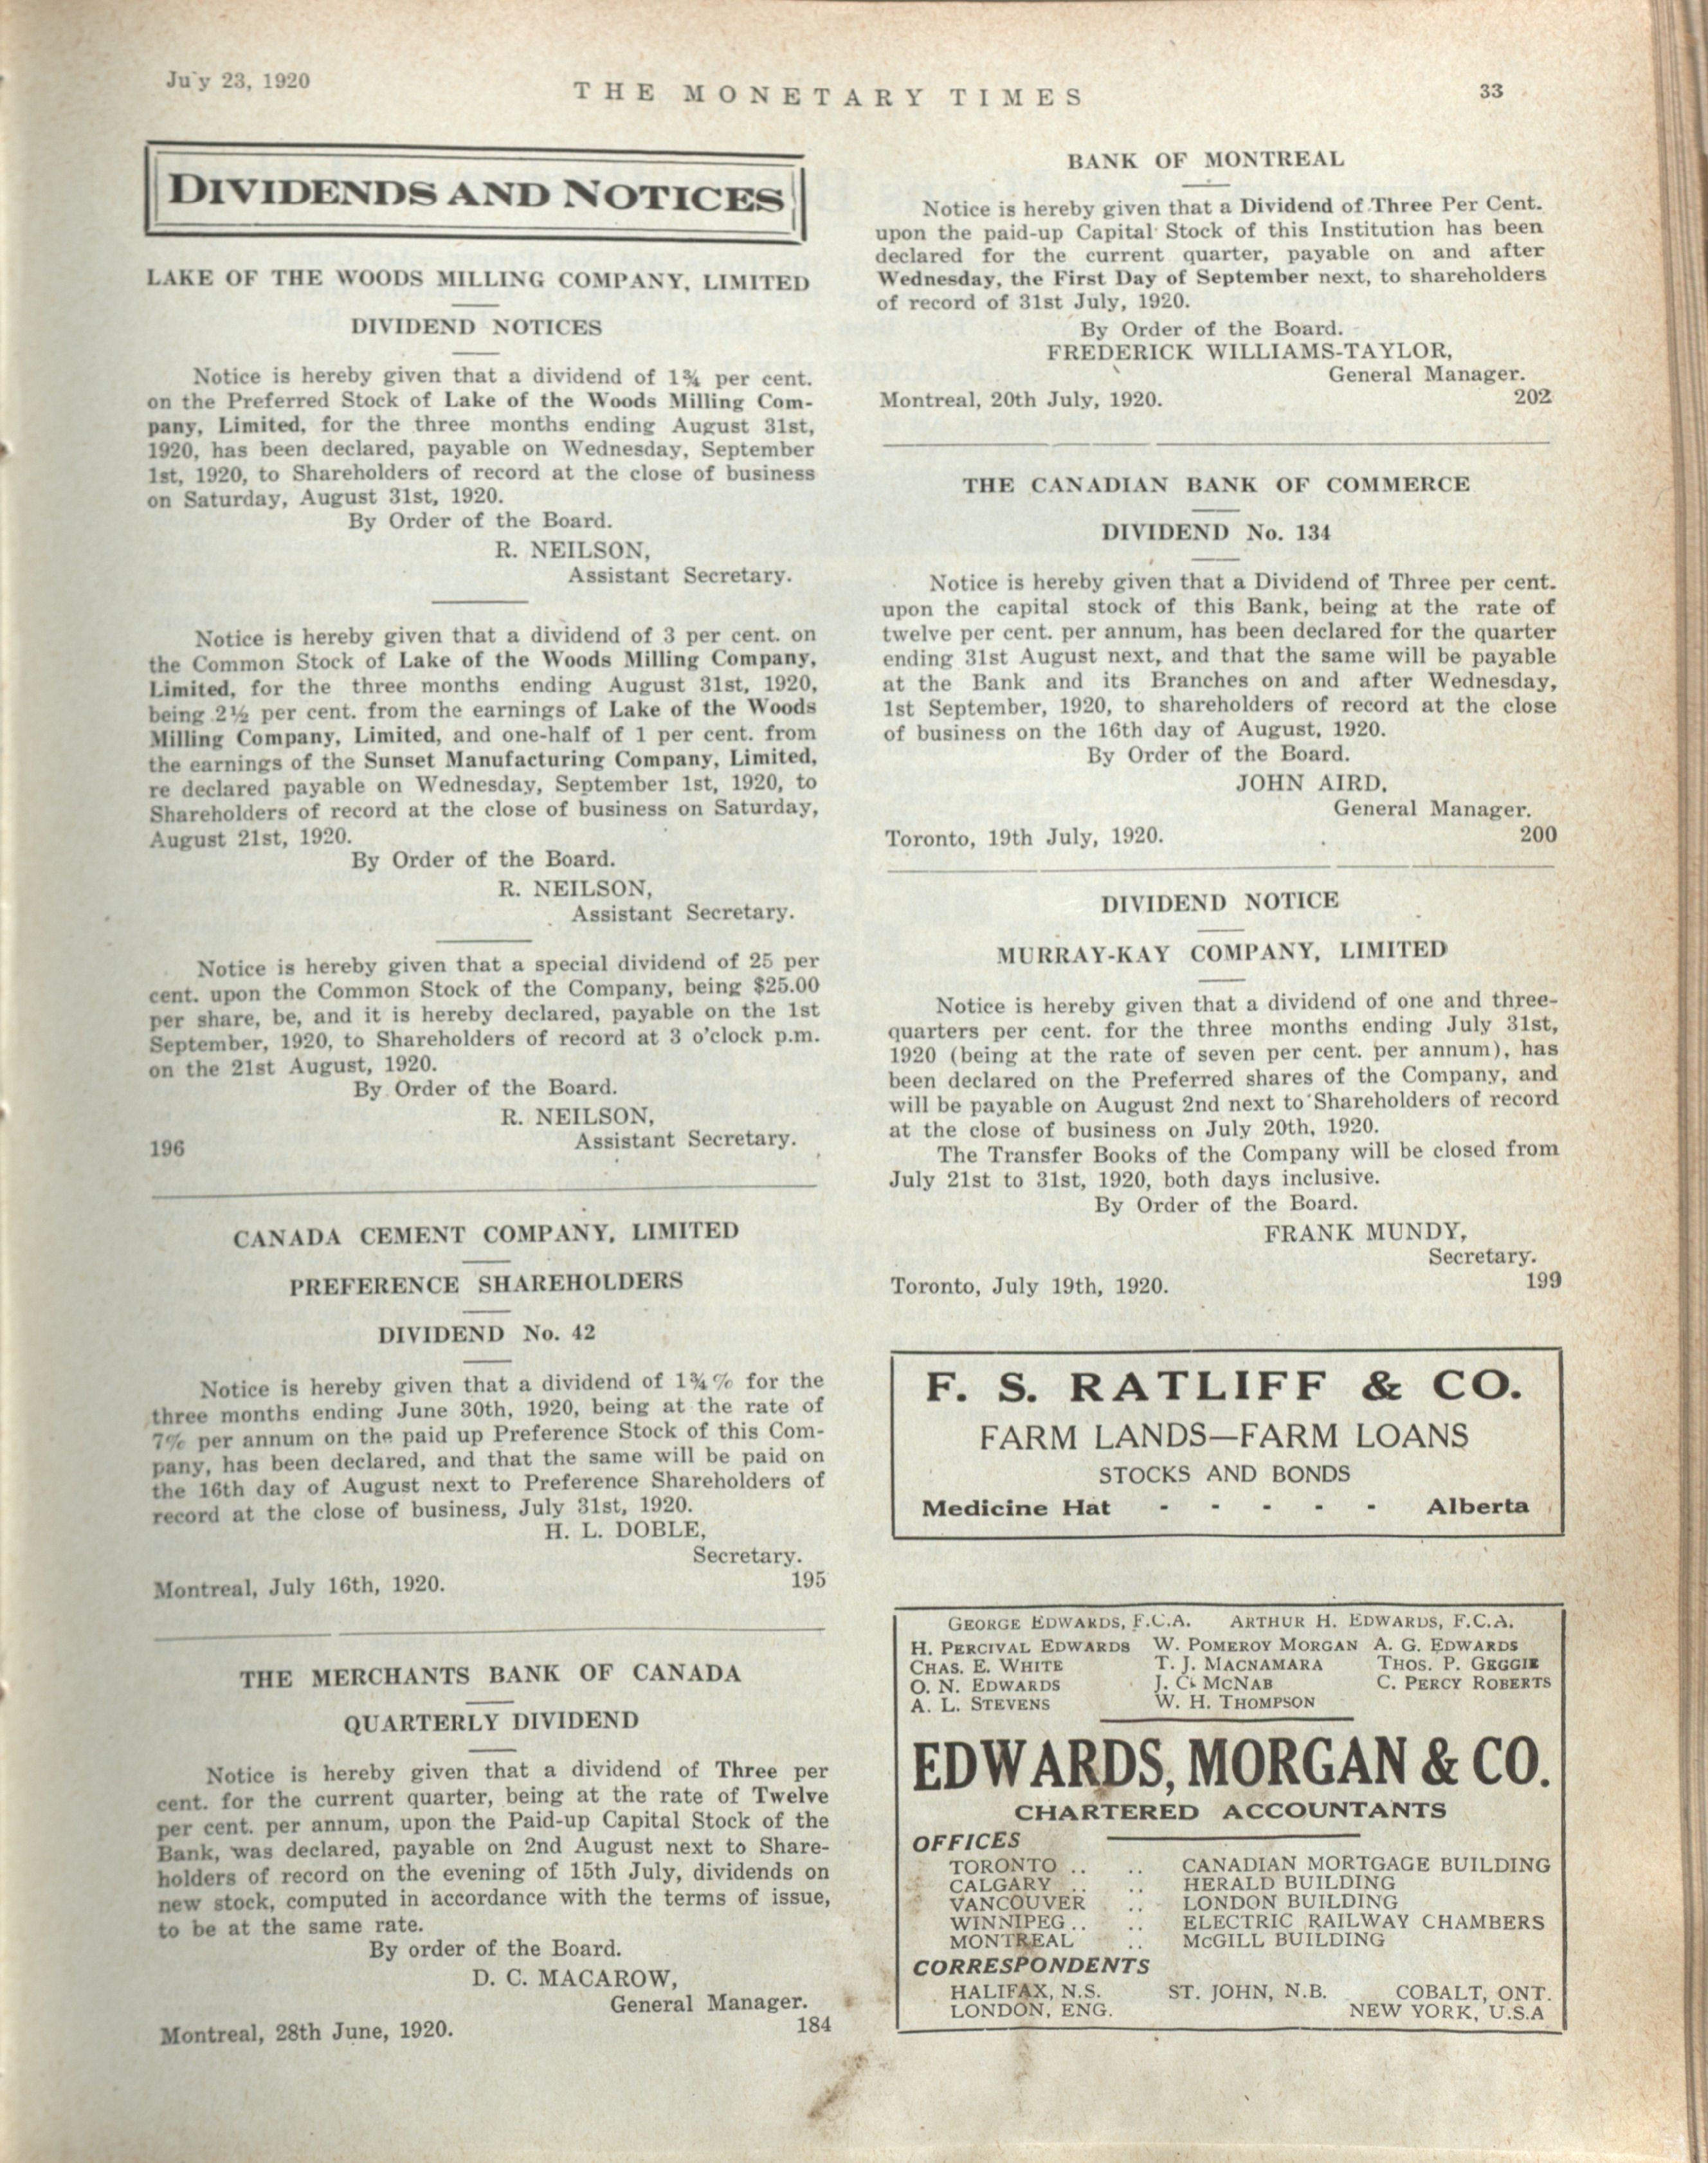 Ju'y 23, 1920
THE MONETARY TIMES
33
DIVIDENDS AND NOTICES
LAKE OF THE WOODS MILLING COMPANY, LIMITED
DIVIDEND NOTICES
Notice is hereby given that a dividend of 1¾ per cent.
on the Preferred Stock of Lake of the Woods Milling Com-
pany, Limited, for the three months ending August 31st,
1920, has been declared, payable on Wednesday, September
1st, 1920, to Shareholders of record at the close of business
on Saturday, August 31st, 1920.
By Order of the Board.
R. NEILSON,
Assistant Secretary.
Notice is hereby given that a dividend of 3 per cent. on
the Common Stock of Lake of the Woods Milling Company,
Limited, for the three months ending August 31st, 1920,
being 2½ per cent. from the earnings of Lake of the Woods
Milling Company, Limited, and one-half of 1 per cent. from
the earnings of the Sunset Manufacturing Company, Limited,
re declared payable on Wednesday, September 1st, 1920, to
Shareholders of record at the close of business on Saturday,
August 21st, 1920.
By Order of the Board.
R. NEILSON,
Assistant Secretary.
Notice is hereby given that a special dividend of 25 per
cent. upon the Common Stock of the Company, being $25.00
per share, be, and it is hereby declared, payable on the 1st
September, 1920, to Shareholders of record at 3 o'clock p.m.
on the 21st August, 1920.
By Order of the Board.
R. NEILSON,
Assistant Secretary.
196
CANADA CEMENT COMPANY, LIMITED
PREFERENCE SHAREHOLDERS
DIVIDEND No. 42
Notice is hereby given that a dividend of 1¾% for the
three months ending June 30th, 1920, being at the rate of
7% per annum on the paid up Preference Stock of this Com-
pany, has been declared, and that the same will be paid on
the 16th day of August next to Preference Shareholders of
record at the close of business, July 31st, 1920.
H. L. DOBLE,
Secretary.
Montreal, July 16th, 1920. 195
THE MERCHANTS BANK OF CANADA
QUARTERLY DIVIDEND
Notice is hereby given that a dividend of Three per
cent. for the current quarter, being at the rate of Twelve
per cent. per annum, upon the Paid-up Capital Stock of the
Bank, was declared, payable on 2nd August next to Share-
holders of record on the evening of 15th July, dividends on
new stock, computed in accordance with the terms of issue,
to be at the same rate.
By order of the Board.
D. C. MACAROW,
General Manager.
Montreal, 28th June, 1920. 184
BANK OF MONTREAL
Notice is hereby given that a Dividend of Three Per Cent.
upon the paid-up Capital Stock of this Institution has been
declared for the current quarter, payable on and after
Wednesday, the First Day of September next, to shareholders
of record of 31st July, 1920.
By Order of the Board.
FREDERICK WILLIAMS-TAYLOR,
General Manager.
Montreal, 20th July, 1920. 202
THE CANADIAN BANK OF COMMERCE
DIVIDEND No. 134
Notice is hereby given that a Dividend of Three per cent.
upon the capital stock of this Bank, being at the rate of
twelve per cent. per annum, has been declared for the quarter
ending 31st August next, and that the same will be payable
at the Bank and its Branches on and after Wednesday,
1st September, 1920, to shareholders of record at the close
of business on the 16th day of August, 1920.
By Order of the Board.
JOHN AIRD,
General Manager.
Toronto, 19th July, 1920. 200
DIVIDEND NOTICE
MURRAY-KAY COMPANY, LIMITED
Notice is hereby given that a dividend of one and three-
quarters per cent. for the three months ending July 31st,
1920 (being at the rate of seven per cent. per annum), has
been declared on the Preferred shares of the Company, and
will be payable on August 2nd next to Shareholders of record
at the close of business on July 20th, 1920.
The Transfer Books of the Company will be closed from
July 21st to 31st, 1920, both days inclusive.
By Order of the Board.
FRANK MUNDY,
Secretary.
Toronto, July 19th, 1920. 199
F. S. RATLIFF & CO.
FARM LANDS—FARM LOANS
STOCKS AND BONDS
Medicine Hat - - - - - Alberta
GEORGE EDWARDS, F.C.A. ARTHUR H. EDWARDS, F.C.A.
H. PERCIVAL EDWARDS W. POMEROY MORGAN A. G. EDWARDS
CHAS. E. WHITE T. J. MACNAMARA THOS. P. GEGGIE
O. N. EDWARDS J. C. MCNAB C. PERCY ROBERTS
A. L. STEVENS W. H. THOMPSON
EDWARDS, MORGAN & CO.
CHARTERED ACCOUNTANTS
OFFICES
TORONTO .. .. CANADIAN MORTGAGE BUILDING
CALGARY .. .. HERALD BUILDING
VANCOUVER .. LONDON BUILDING
WINNIPEG .. .. ELECTRIC RAILWAY CHAMBERS
MONTREAL .. McGILL BUILDING
CORRESPONDENTS
HALIFAX, N.S. ST. JOHN, N.B. COBALT, ONT.
LONDON, ENG. NEW YORK, U.S.A